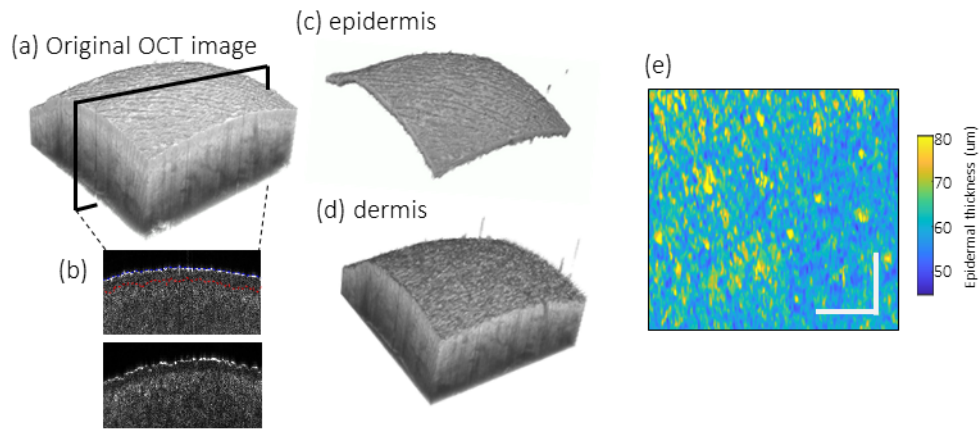 (a) Original OCT image
(b)
(c) epidermis
(d) dermis
(e)
80
70
60
50
Epidermal thickness (um)